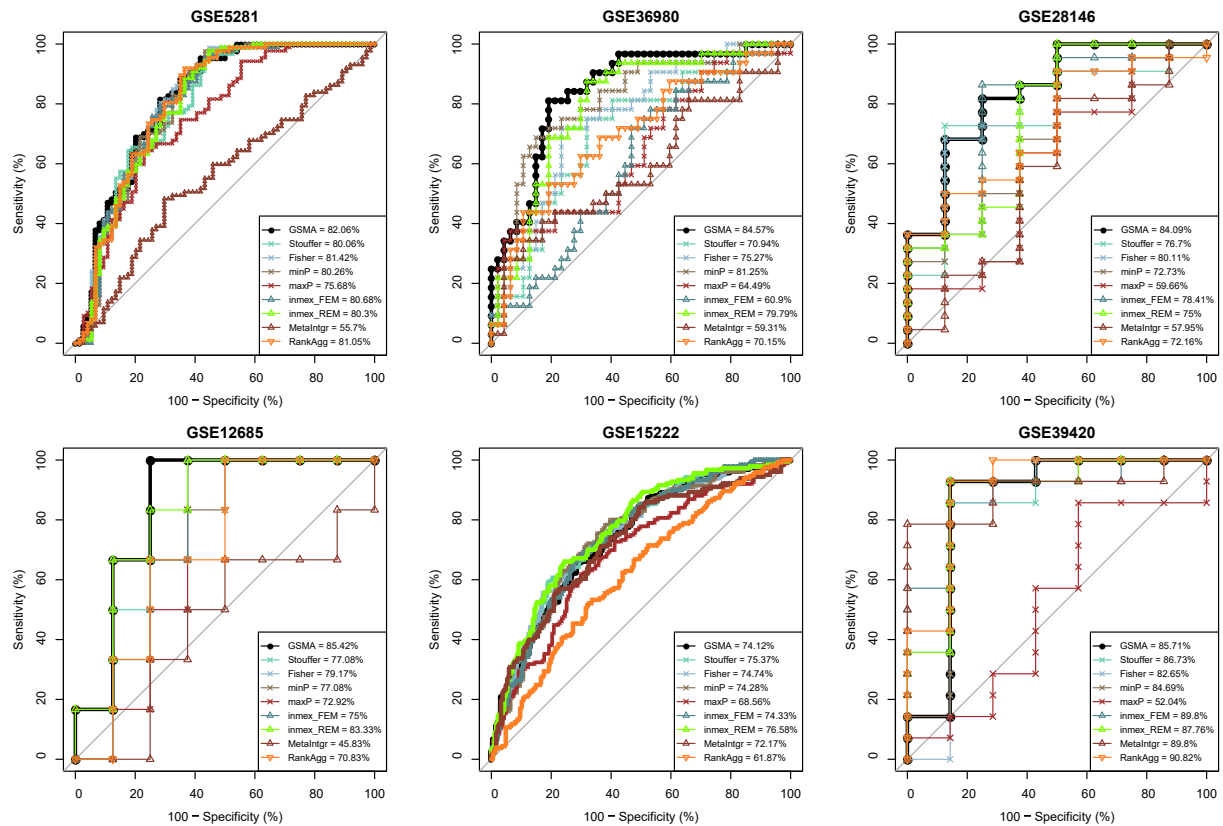 GSE5281
Sensitivity (%)
0 20 40 60 80 100
GSMA = 82.06%
Stouffer = 80.06%
Fisher = 81.42%
minP = 80.26%
maxP = 75.68%
inmex_FEM = 80.68%
inmex_REM = 80.3%
MetaIntgr = 55.7%
RankAgg = 81.05%
0 20 40 60 80 100
100 − Specificity (%)
GSE36980
Sensitivity (%)
0 20 40 60 80 100
GSMA = 84.57%
Stouffer = 70.94%
Fisher = 75.27%
minP = 81.25%
maxP = 64.49%
inmex_FEM = 60.9%
inmex_REM = 79.79%
MetaIntgr = 59.31%
RankAgg = 70.15%
0 20 40 60 80 100
100 − Specificity (%)
GSE28146
Sensitivity (%)
0 20 40 60 80 100
GSMA = 84.09%
Stouffer = 76.7%
Fisher = 80.11%
minP = 72.73%
maxP = 59.66%
inmex_FEM = 78.41%
inmex_REM = 75%
MetaIntgr = 57.95%
RankAgg = 72.16%
0 20 40 60 80 100
100 − Specificity (%)
GSE12685
Sensitivity (%)
0 20 40 60 80 100
GSMA = 85.42%
Stouffer = 77.08%
Fisher = 79.17%
minP = 77.08%
maxP = 72.92%
inmex_FEM = 75%
inmex_REM = 83.33%
MetaIntgr = 45.83%
RankAgg = 70.83%
0 20 40 60 80 100
100 − Specificity (%)
GSE15222
Sensitivity (%)
0 20 40 60 80 100
GSMA = 74.12%
Stouffer = 75.37%
Fisher = 74.74%
minP = 74.28%
maxP = 68.56%
inmex_FEM = 74.33%
inmex_REM = 76.58%
MetaIntgr = 72.17%
RankAgg = 61.87%
0 20 40 60 80 100
100 − Specificity (%)
GSE39420
Sensitivity (%)
0 20 40 60 80 100
GSMA = 85.71%
Stouffer = 86.73%
Fisher = 82.65%
minP = 84.69%
maxP = 52.04%
inmex_FEM = 89.8%
inmex_REM = 87.76%
MetaIntgr = 89.8%
RankAgg = 90.82%
0 20 40 60 80 100
100 − Specificity (%)